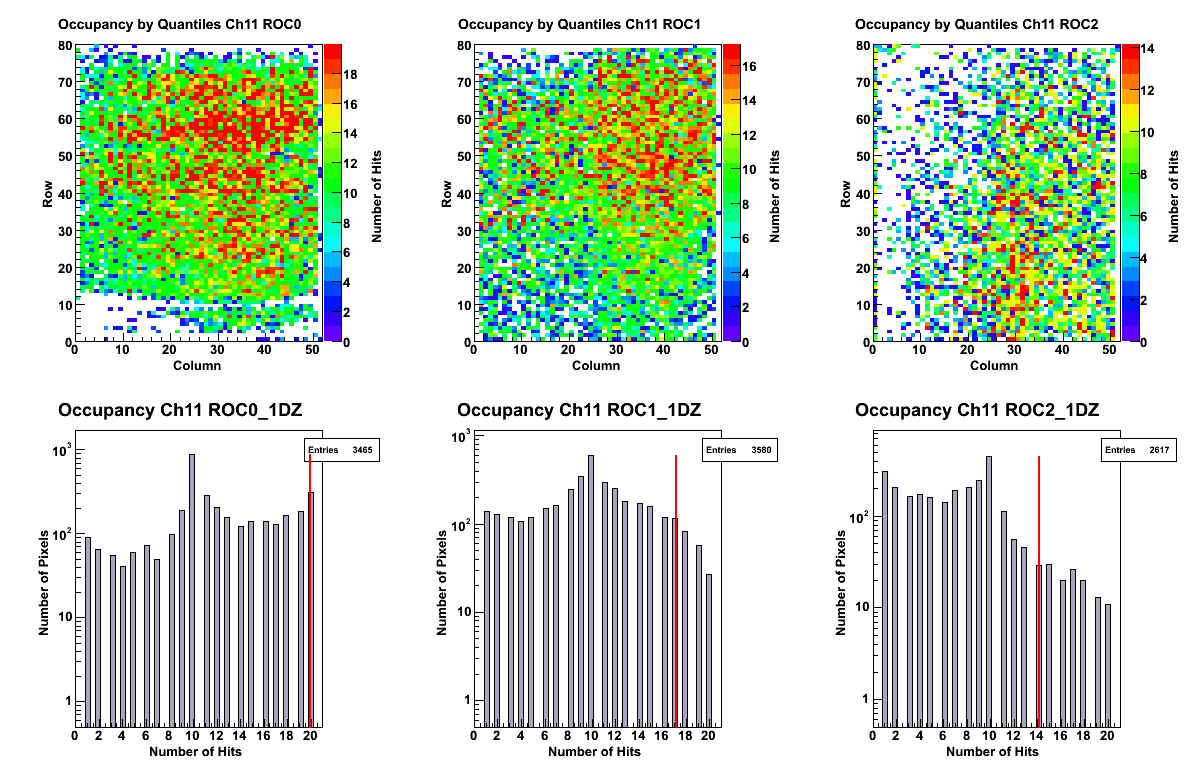 Occupancy by Quantiles Ch11 ROC0
80
70
60
50
40
30
20
10
0
Row
0 10 20 30 40 50
Column
18
16
14
12
10
8
6
4
2
0
Number of Hits
Occupancy by Quantiles Ch11 ROC1
80
70
60
50
40
30
20
10
0
Row
0 10 20 30 40 50
Column
16
14
12
10
8
6
4
2
0
Number of Hits
Occupancy by Quantiles Ch11 ROC2
80
70
60
50
40
30
20
10
0
Row
0 10 20 30 40 50
Column
14
12
10
8
6
4
2
0
Number of Hits
Occupancy Ch11 ROC0_1DZ
Entries 3465
10³
10²
10
1
Number of Pixels
0 2 4 6 8 10 12 14 16 18 20
Number of Hits
Occupancy Ch11 ROC1_1DZ
Entries 3580
10³
10²
10
1
Number of Pixels
0 2 4 6 8 10 12 14 16 18 20
Number of Hits
Occupancy Ch11 ROC2_1DZ
Entries 2617
10²
10
1
Number of Pixels
0 2 4 6 8 10 12 14 16 18 20
Number of Hits